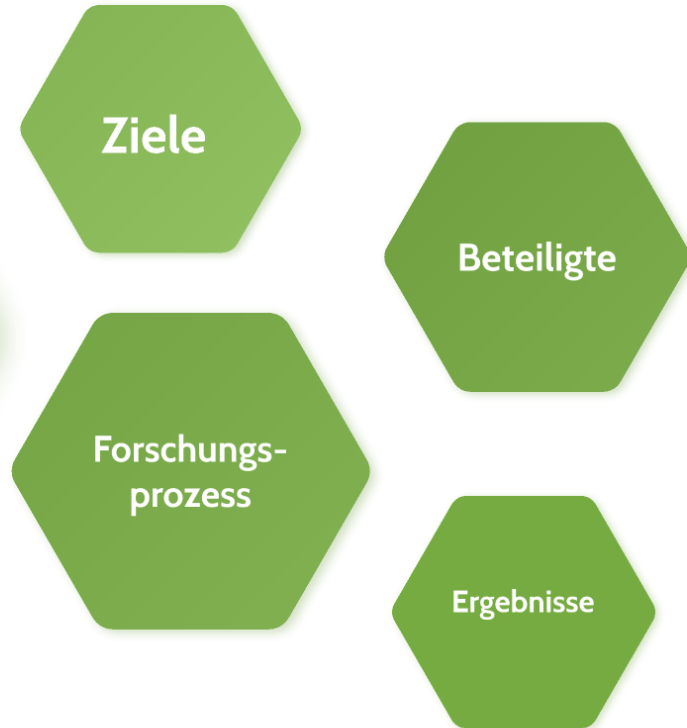 Ziele
Beteiligte
Forschungs-
prozess
Ergebnisse